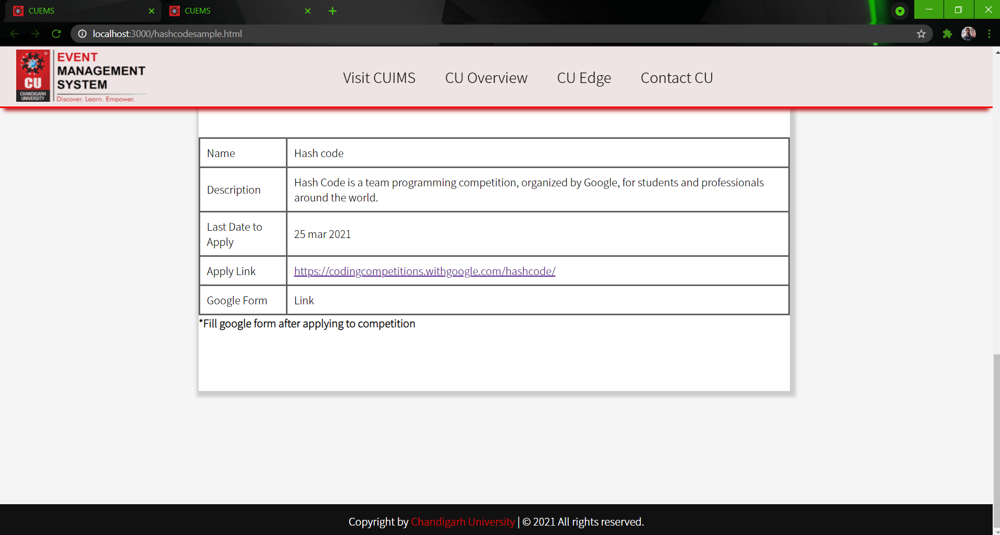 CUEMS
CUEMS
localhost:3000/hashcodesample.html
EVENT
MANAGEMENT
SYSTEM
Discover. Learn. Empower.
CU
CHANDIGARH
UNIVERSITY
Visit CUIMS
CU Overview
CU Edge
Contact CU
Name
Hash code
Description
Hash Code is a team programming competition, organized by Google, for students and professionals
around the world.
Last Date to
Apply
25 mar 2021
Apply Link
https://codingcompetitions.withgoogle.com/hashcode/
Google Form
Link
*Fill google form after applying to competition
Copyright by Chandigarh University | © 2021 All rights reserved.